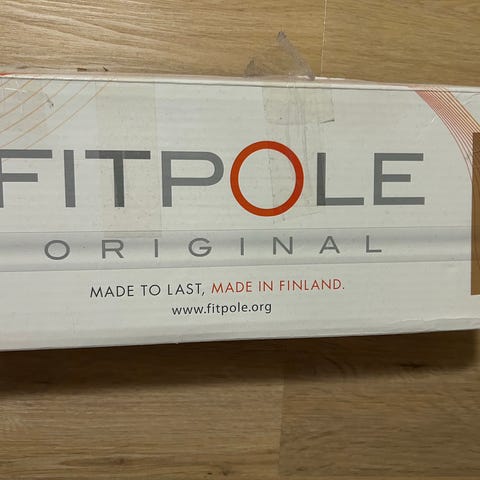 FITPOLE
ORIGINAL
MADE TO LAST, MADE IN FINLAND.
www.fitpole.org